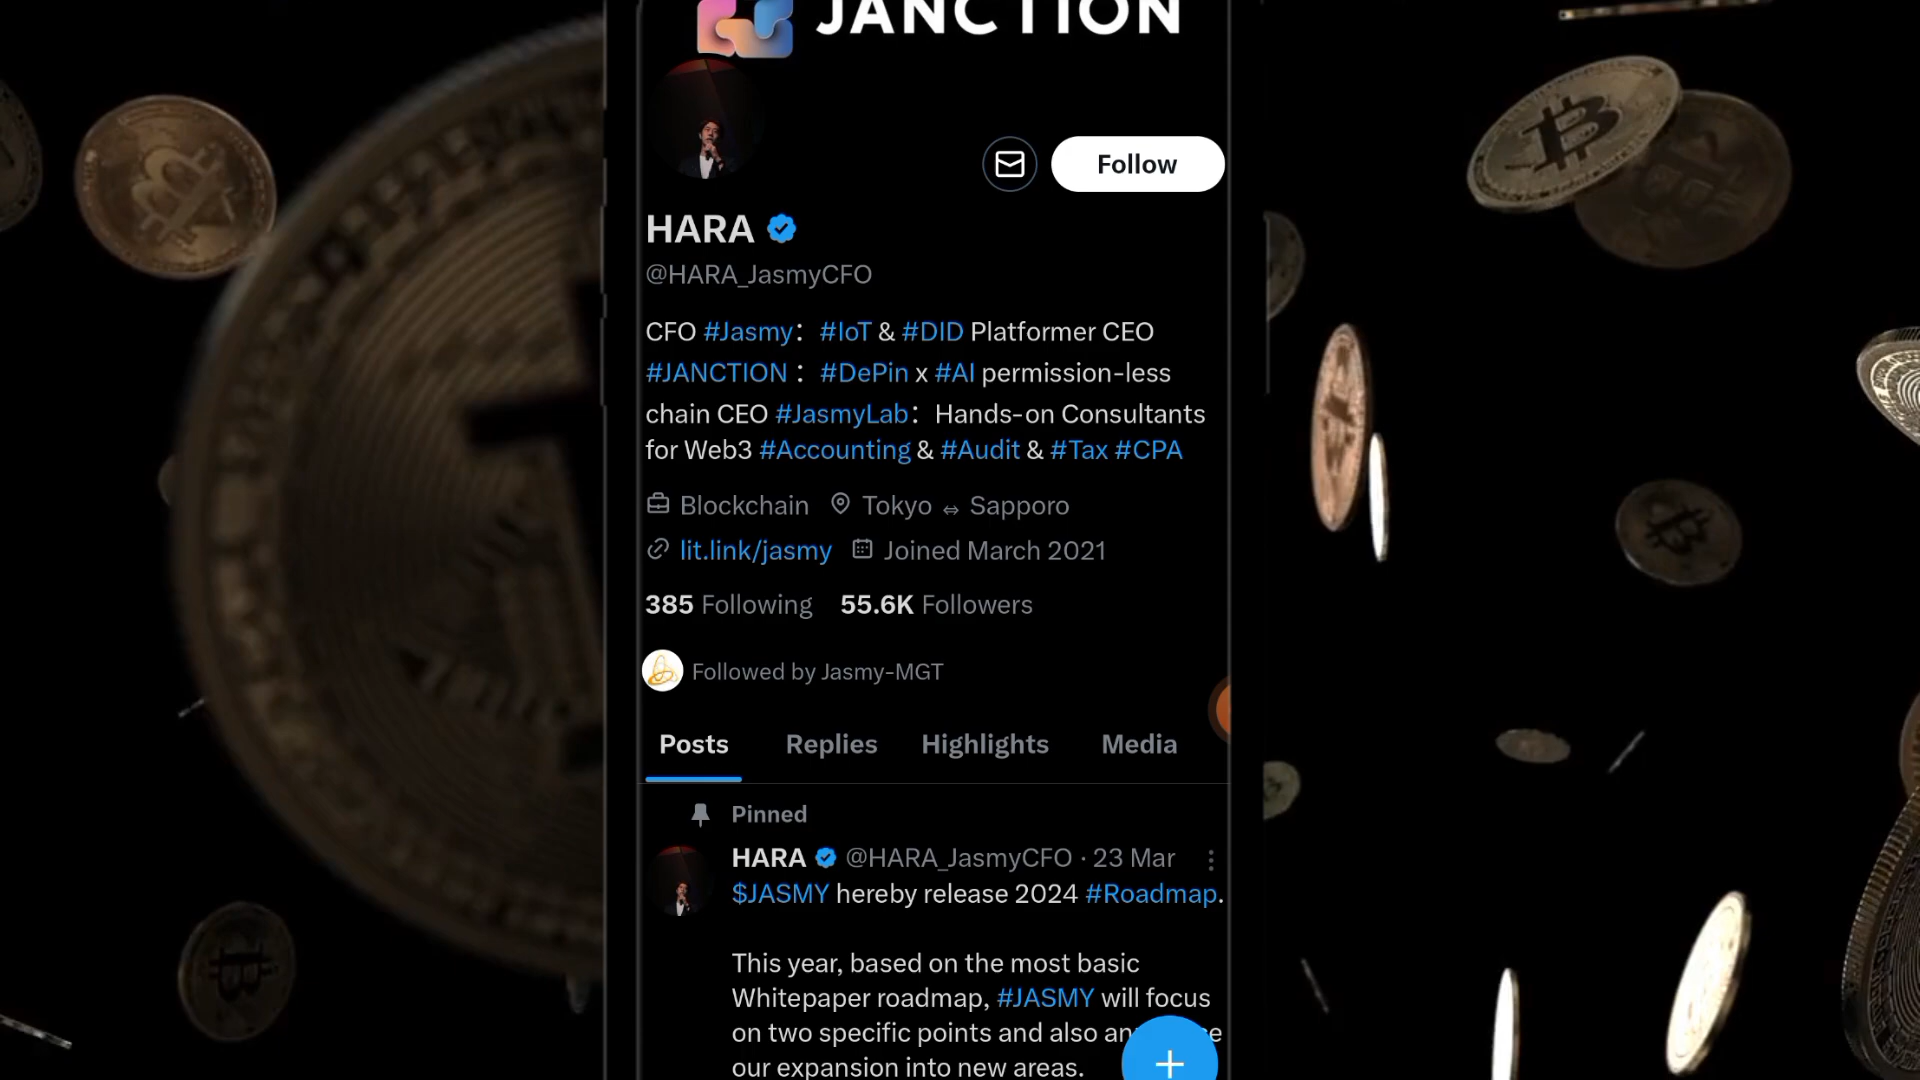 JANCTION
Follow
HARA
@HARA_JasmyCFO
CFO #Jasmy： #IoT & #DID Platformer CEO
#JANCTION： #DePin x #AI permission-less
chain CEO #JasmyLab： Hands-on Consultants
for Web3 #Accounting & #Audit & #Tax #CPA
Blockchain Tokyo ⇔ Sapporo
lit.link/jasmy Joined March 2021
385 Following 55.6K Followers
Followed by Jasmy-MGT
Posts Replies Highlights Media
Pinned
HARA @HARA_JasmyCFO · 23 Mar
$JASMY hereby release 2024 #Roadmap.
This year, based on the most basic
Whitepaper roadmap, #JASMY will focus
on two specific points and also
our expansion into new areas.